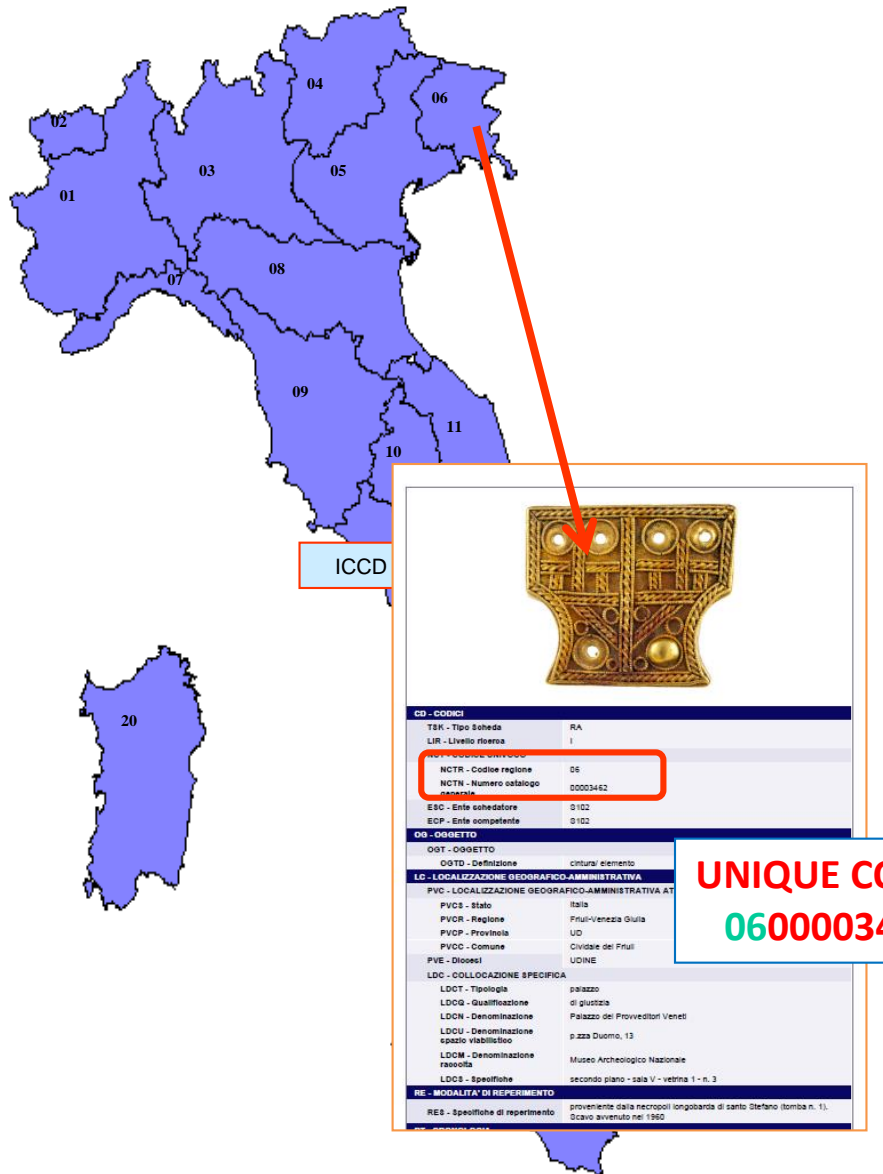 04
06
02
03
05
01
08
07
09
11
10
ICCD
20
CD - CODICI
TSK - Tipo Scheda RA
LIR - Livello ricerca I
NCTR - Codice regione 06
NCTN - Numero catalogo
generale 00003462
ESC - Ente schedatore S102
ECP - Ente competente S102
OG - OGGETTO
OGT - OGGETTO
OGTD - Definizione cintura/ elemento
LC - LOCALIZZAZIONE GEOGRAFICO-AMMINISTRATIVA
PVC - LOCALIZZAZIONE GEOGRAFICO-AMMINISTRATIVA AT
PVCS - Stato Italia
PVCR - Regione Friuli-Venezia Giulia
PVCP - Provincia UD
PVCC - Comune Cividale del Friuli
PVE - Diocesi UDINE
LDC - COLLOCAZIONE SPECIFICA
LDCT - Tipologia palazzo
LDCQ - Qualificazione di giustizia
LDCN - Denominazione Palazzo dei Provveditori Veneti
LDCU - Denominazione
spazio viabilistico p.zza Duomo, 13
LDCM - Denominazione
raccolta Museo Archeologico Nazionale
LDCS - Specifiche secondo piano - sala V - vetrina 1 - n. 3
RE - MODALITA' DI REPERIMENTO
RES - Specifiche di reperimento proveniente dalla necropoli longobarda di santo Stefano (tomba n. 1).
Scavo avvenuto nel 1960
UNIQUE CO
06000034